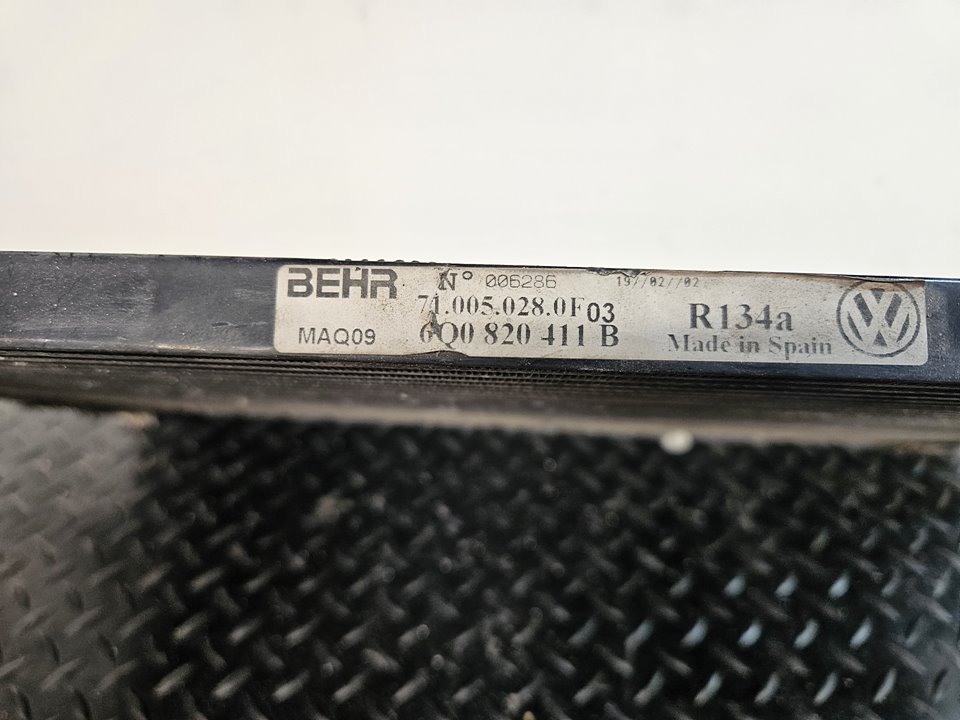 BEHR N° 006286 19//02//02
71.005.028.0F03 R134a
MAQ09 6Q0 820 411 B Made in Spain